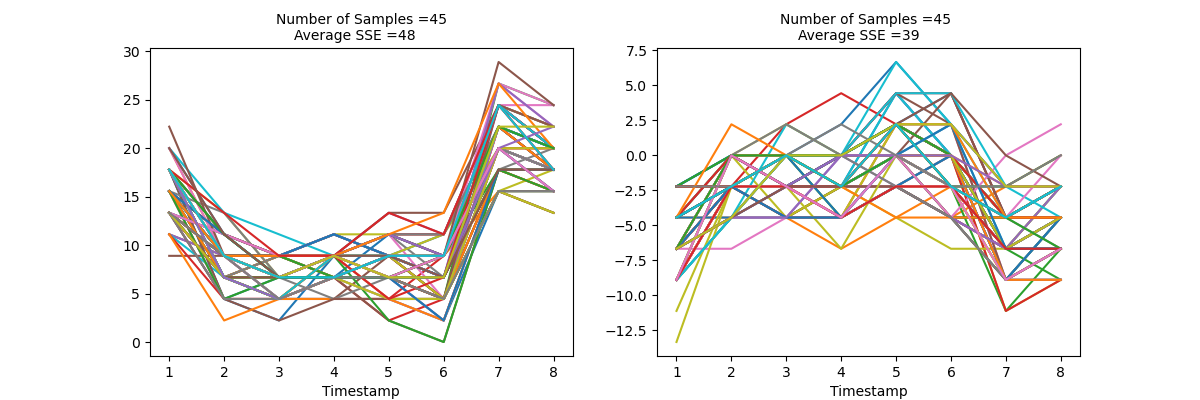 Number of Samples =45
Average SSE =48
30
25
20
15
10
5
0
1 2 3 4 5 6 7 8
Timestamp
Number of Samples =45
Average SSE =39
7.5
5.0
2.5
0.0
−2.5
−5.0
−7.5
−10.0
−12.5
1 2 3 4 5 6 7 8
Timestamp